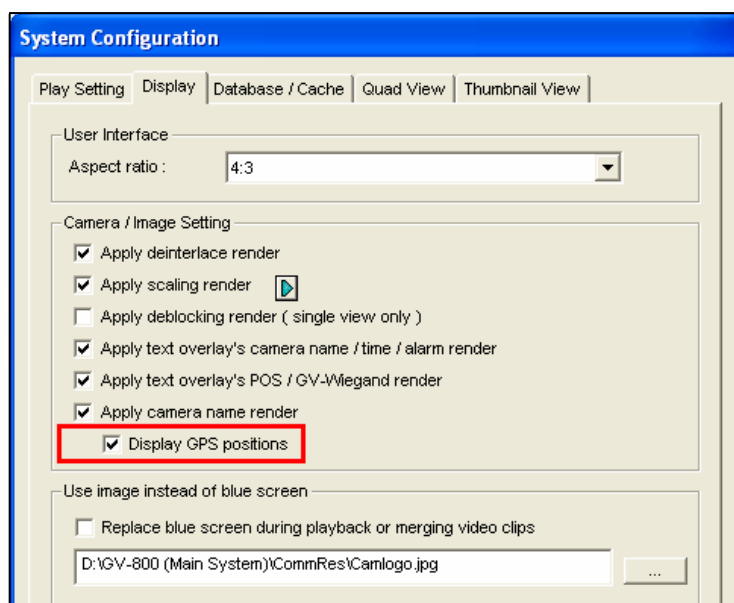 System Configuration
Play Setting Display Database / Cache Quad View Thumbnail View
User Interface
Aspect ratio : 4:3
Camera / Image Setting
Apply deinterlace render
Apply scaling render
Apply deblocking render ( single view only )
Apply text overlay's camera name / time / alarm render
Apply text overlay's POS / GV-Wiegand render
Apply camera name render
Display GPS positions
Use image instead of blue screen
Replace blue screen during playback or merging video clips
D:\GV-800 (Main System)\CommRes\Camlogo.jpg ...